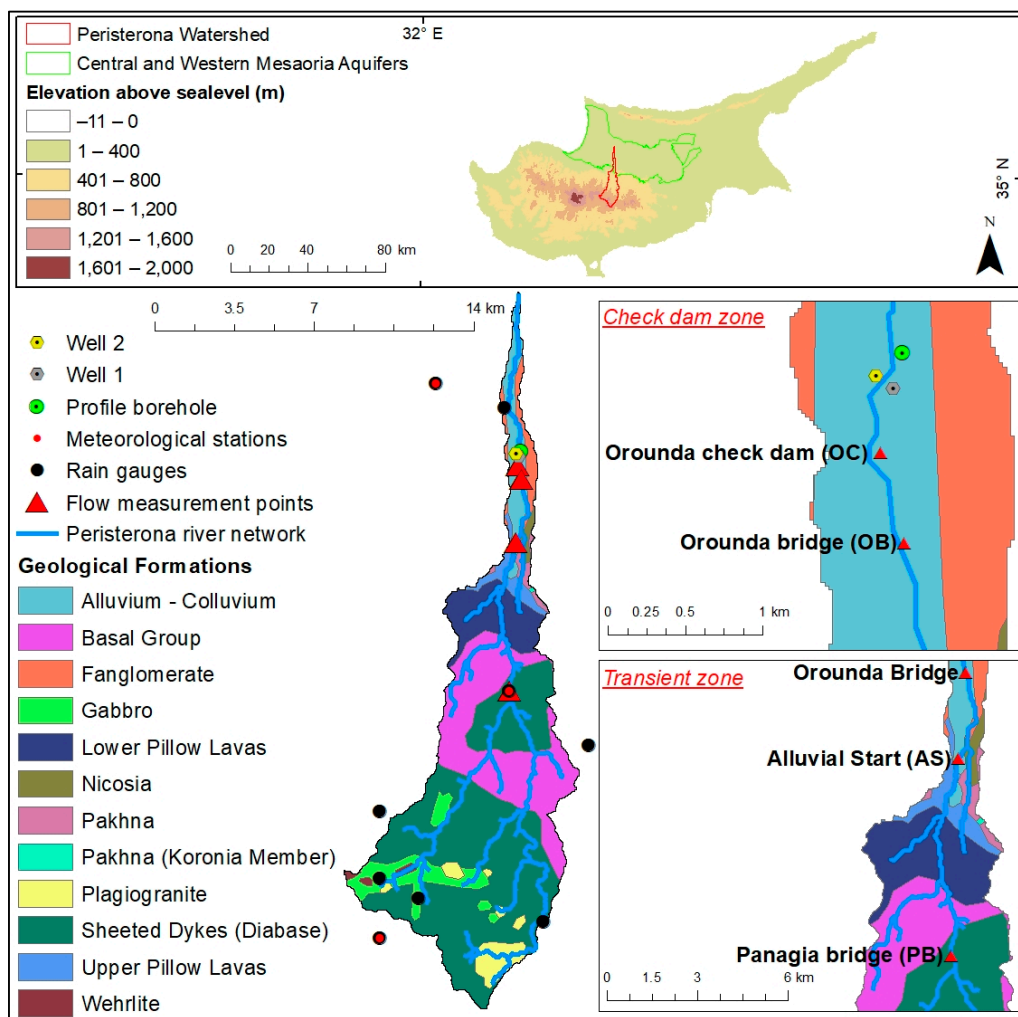 Peristerona Watershed
Central and Western Mesaoria Aquifers
Elevation above sealevel (m)
–11 – 0
1 – 400
401 – 800
801 – 1,200
1,201 – 1,600
1,601 – 2,000
0 20 40 80 km
32° E
35° N
N
0 3.5 7 14 km
Well 2
Well 1
Profile borehole
Meteorological stations
Rain gauges
Flow measurement points
Peristerona river network
Geological Formations
Alluvium - Colluvium
Basal Group
Fanglomerate
Gabbro
Lower Pillow Lavas
Nicosia
Pakhna
Pakhna (Koronia Member)
Plagiogranite
Sheeted Dykes (Diabase)
Upper Pillow Lavas
Wehrlite
Check dam zone
Orounda check dam (OC)
Orounda bridge (OB)
0 0.25 0.5 1 km
Transient zone
Orounda Bridge
Alluvial Start (AS)
Panagia bridge (PB)
0 1.5 3 6 km